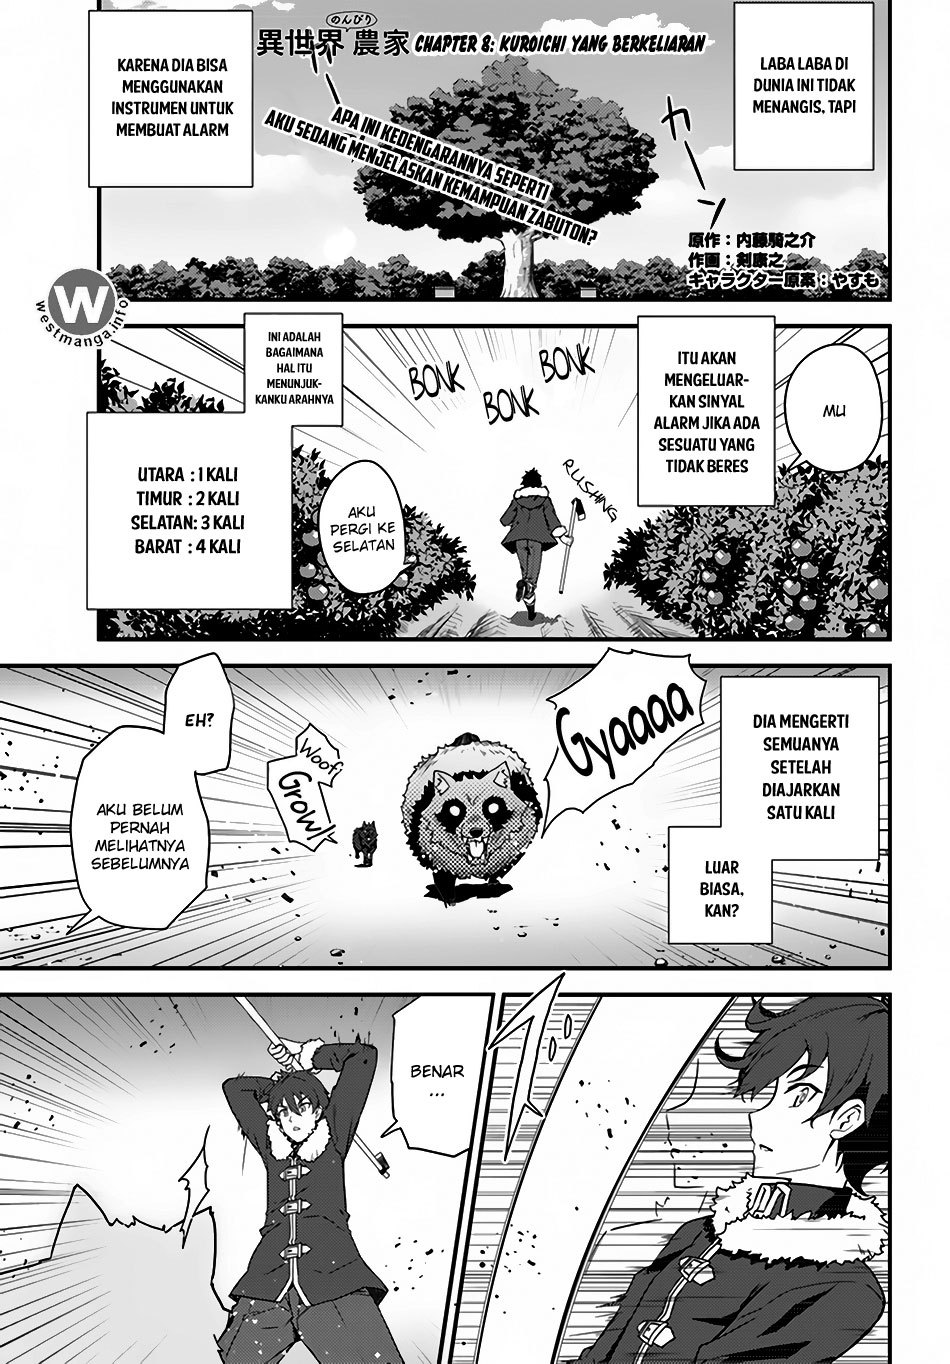 のんびり
異世界 農家
CHAPTER 8: KUROICHI YANG BERKELIARAN
LABA LABA DI
DUNIA INI TIDAK
MENANGIS, TAPI
KARENA DIA BISA
MENGGUNAKAN
INSTRUMEN UNTUK
MEMBUAT ALARM
APA INI KEDENGARANNYA SEPERTI
AKU SEDANG MENJELASKAN KEMAMPUAN ZABUTON?
原作：内藤騎之介
作画：剣康之
キャラクター原案：やすも
W
westmanga.info
MU
ITU AKAN
MENGELUAR-
KAN SINYAL
ALARM JIKA ADA
SESUATU YANG
TIDAK BERES
BONK
BONK
BONK
BONK
RUSHING
INI ADALAH
BAGAIMANA
HAL ITU
MENUNJUK-
KANKU ARAHNYA
UTARA : 1 KALI
TIMUR : 2 KALI
SELATAN: 3 KALI
BARAT : 4 KALI
AKU
PERGI KE
SELATAN
DIA MENGERTI
SEMUANYA
SETELAH
DIAJARKAN
SATU KALI
LUAR
BIASA,
KAN?
Gyaaaa
Woof
Growl
EH?
AKU BELUM
PERNAH
MELIHATNYA
SEBELUMNYA
BENAR
...